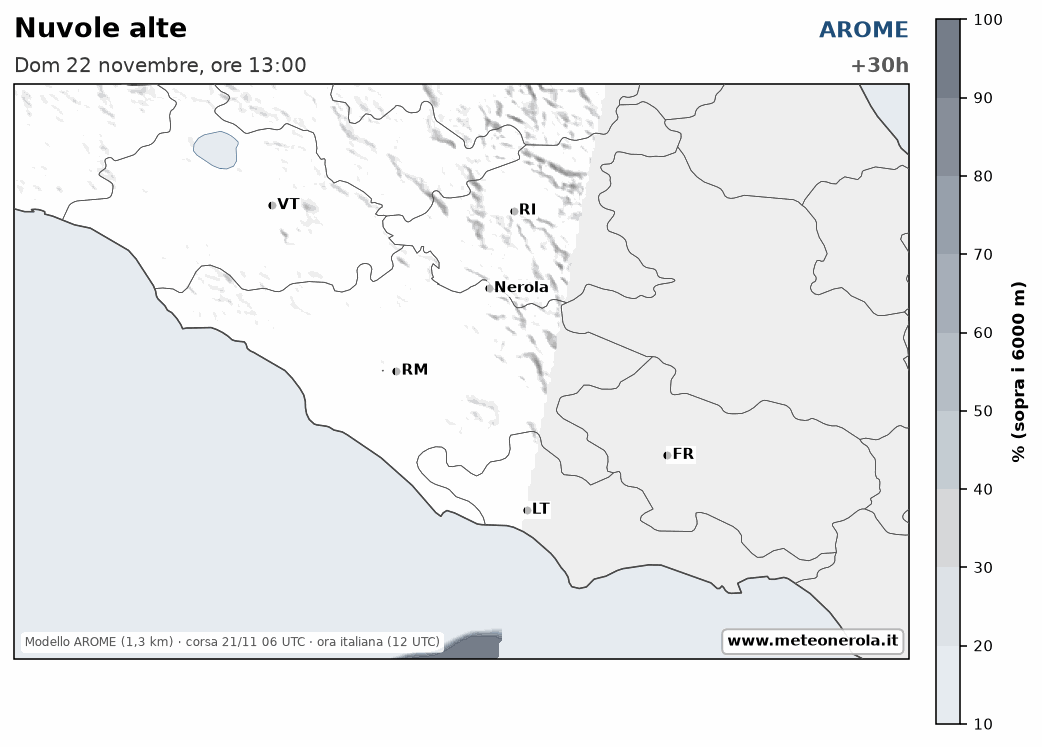 Nuvole alte
AROME
Dom 22 novembre, ore 13:00
+30h
VT
RI
Nerola
RM
FR
LT
Modello AROME (1,3 km) · corsa 21/11 06 UTC · ora italiana (12 UTC)
www.meteonerola.it
100
90
80
70
60
50
40
30
20
10
% (sopra i 6000 m)